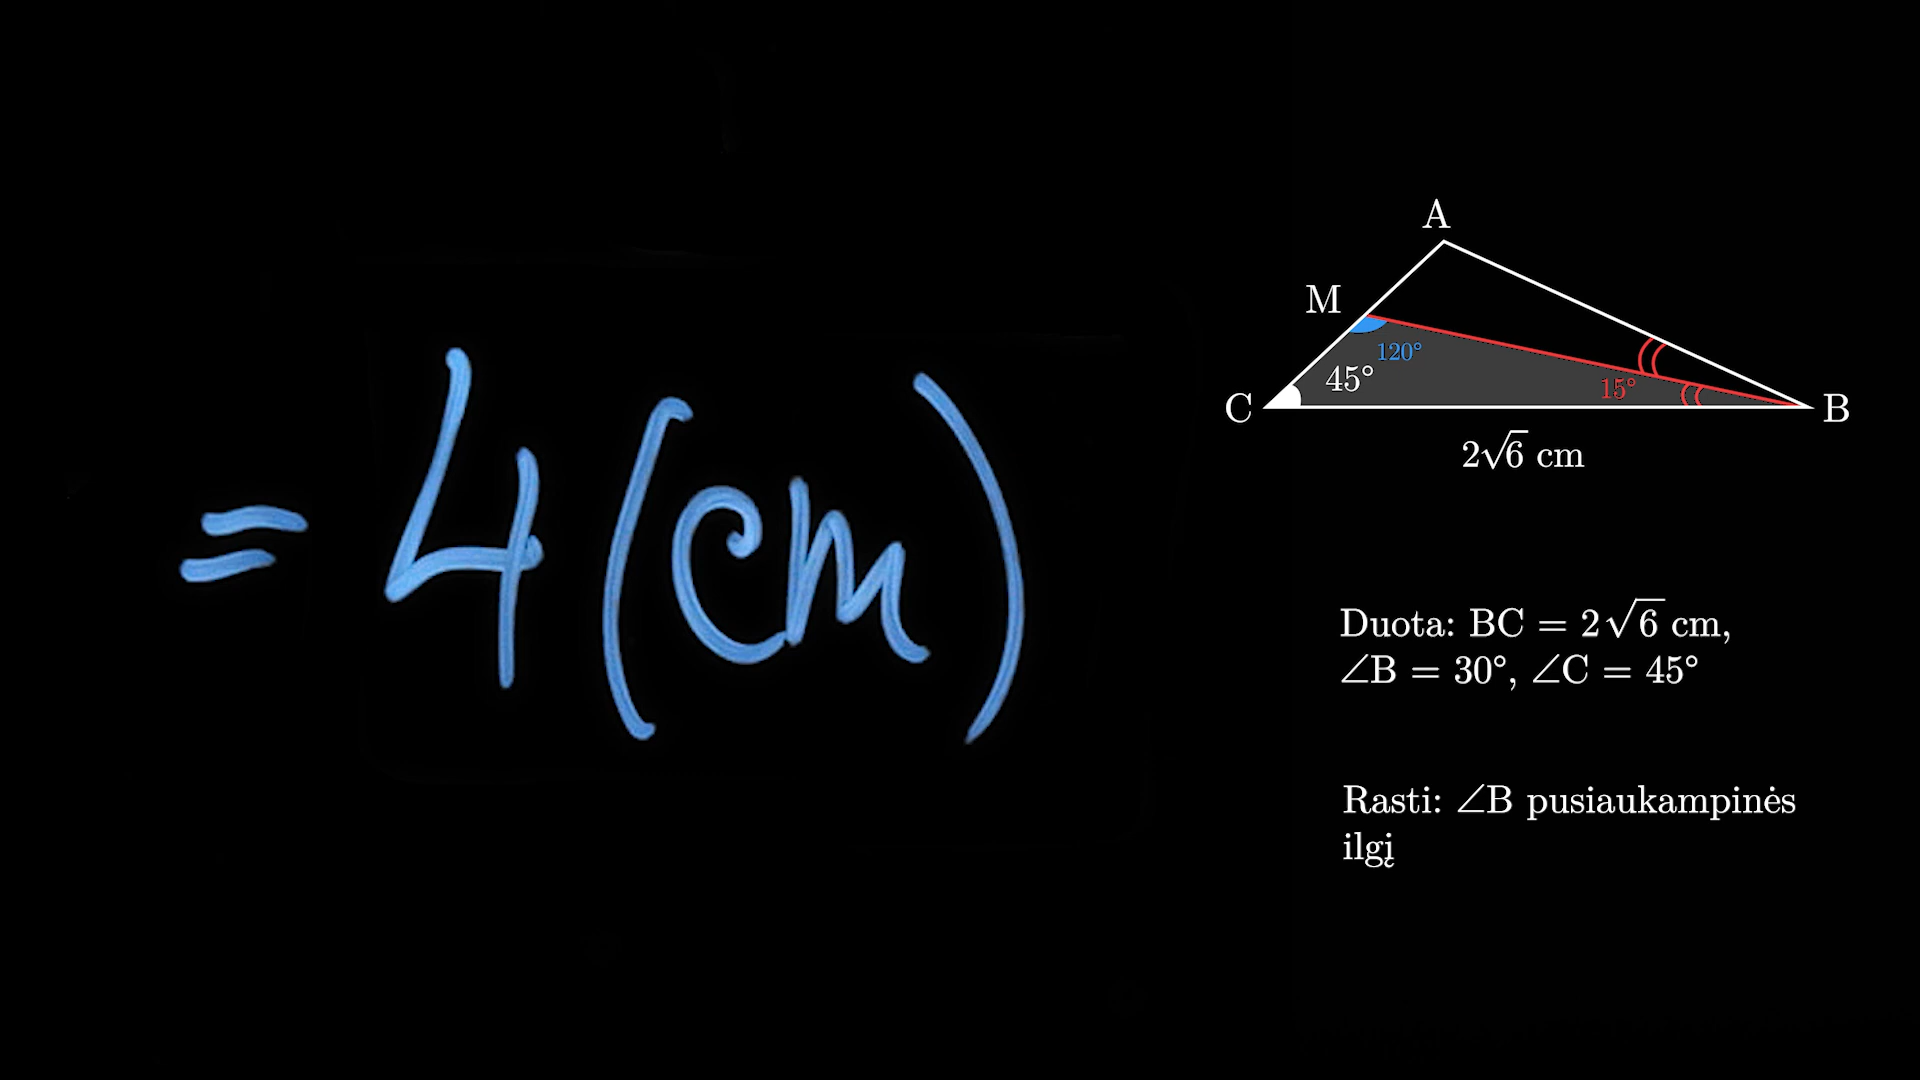 = 4 (cm)
A
M
120°
45°
15°
C
B
2√6 cm
Duota: BC = 2√6 cm,
∠B = 30°, ∠C = 45°
Rasti: ∠B pusiaukampinės
ilgį